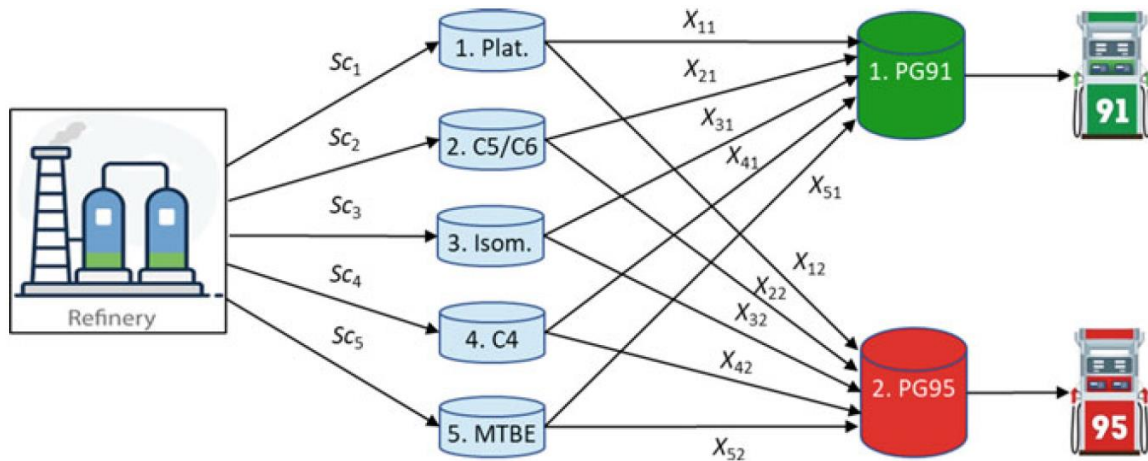 Sc₁
Sc₂
Sc₃
Sc₄
Sc₅
Refinery
1. Plat.
2. C5/C6
3. Isom.
4. C4
5. MTBE
X₁₁
X₂₁
X₃₁
X₄₁
X₅₁
X₁₂
X₂₂
X₃₂
X₄₂
X₅₂
1. PG91
2. PG95
91
95